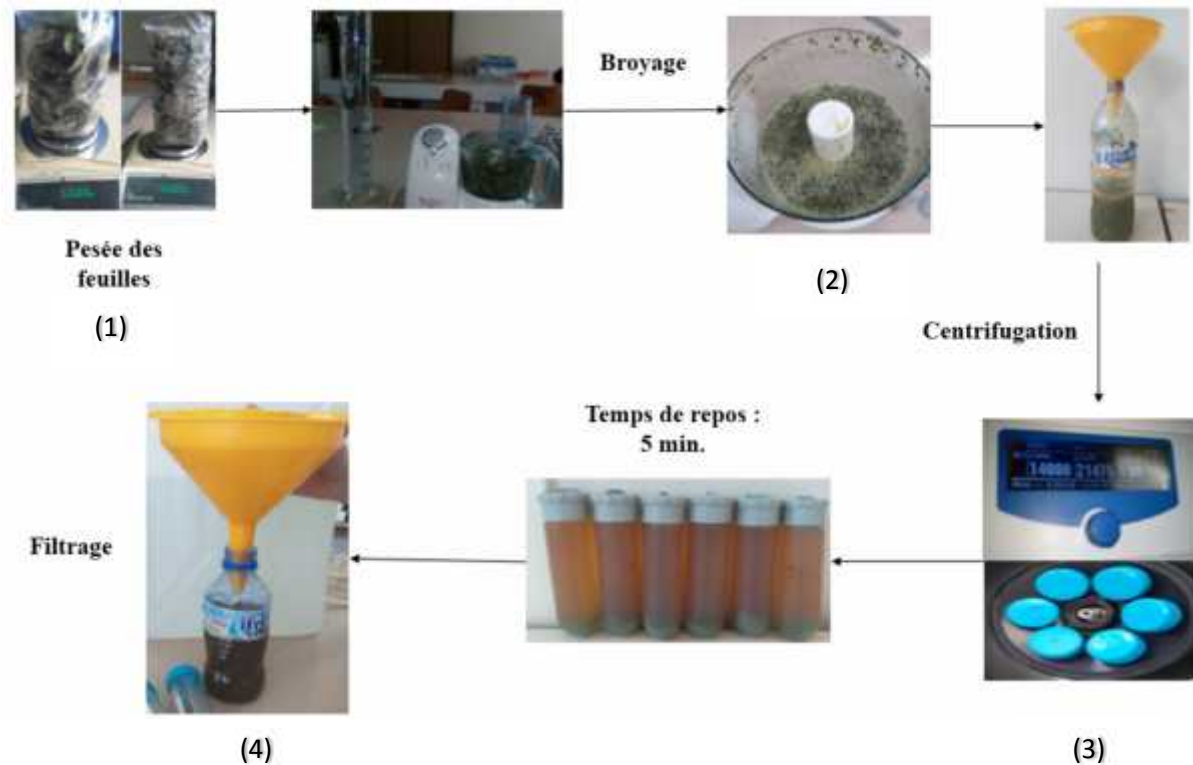 Broyage
Pesée des
feuilles
(1)
(2)
Centrifugation
Temps de repos :
5 min.
Filtrage
(4)
(3)